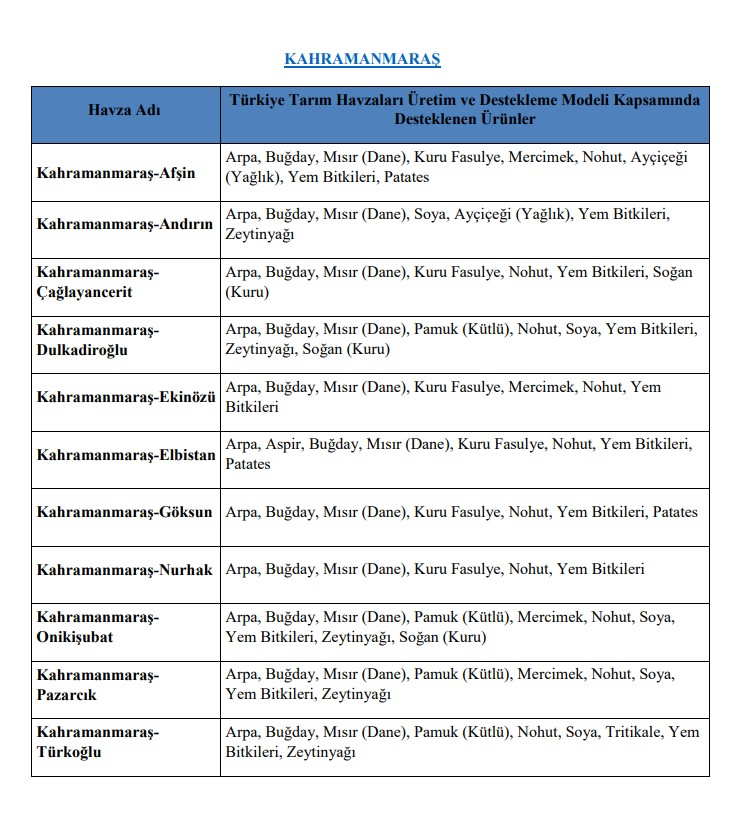 KAHRAMANMARAŞ
Havza Adı
Türkiye Tarım Havzaları Üretim ve Destekleme Modeli Kapsamında
Desteklenen Ürünler
Kahramanmaraş-Afşin
Arpa, Buğday, Mısır (Dane), Kuru Fasulye, Mercimek, Nohut, Ayçiçeği
(Yağlık), Yem Bitkileri, Patates
Kahramanmaraş-Andırın
Arpa, Buğday, Mısır (Dane), Soya, Ayçiçeği (Yağlık), Yem Bitkileri,
Zeytinyağı
Kahramanmaraş-
Çağlayancerit
Arpa, Buğday, Mısır (Dane), Kuru Fasulye, Nohut, Yem Bitkileri, Soğan
(Kuru)
Kahramanmaraş-
Dulkadiroğlu
Arpa, Buğday, Mısır (Dane), Pamuk (Kütlü), Nohut, Soya, Yem Bitkileri,
Zeytinyağı, Soğan (Kuru)
Kahramanmaraş-Ekinözü
Arpa, Buğday, Mısır (Dane), Kuru Fasulye, Mercimek, Nohut, Yem
Bitkileri
Kahramanmaraş-Elbistan
Arpa, Aspir, Buğday, Mısır (Dane), Kuru Fasulye, Nohut, Yem Bitkileri,
Patates
Kahramanmaraş-Göksun
Arpa, Buğday, Mısır (Dane), Kuru Fasulye, Nohut, Yem Bitkileri, Patates
Kahramanmaraş-Nurhak
Arpa, Buğday, Mısır (Dane), Kuru Fasulye, Nohut, Yem Bitkileri
Kahramanmaraş-
Onikişubat
Arpa, Buğday, Mısır (Dane), Pamuk (Kütlü), Mercimek, Nohut, Soya,
Yem Bitkileri, Zeytinyağı, Soğan (Kuru)
Kahramanmaraş-
Pazarcık
Arpa, Buğday, Mısır (Dane), Pamuk (Kütlü), Mercimek, Nohut, Soya,
Yem Bitkileri, Zeytinyağı
Kahramanmaraş-
Türkoğlu
Arpa, Buğday, Mısır (Dane), Pamuk (Kütlü), Nohut, Soya, Tritikale, Yem
Bitkileri, Zeytinyağı